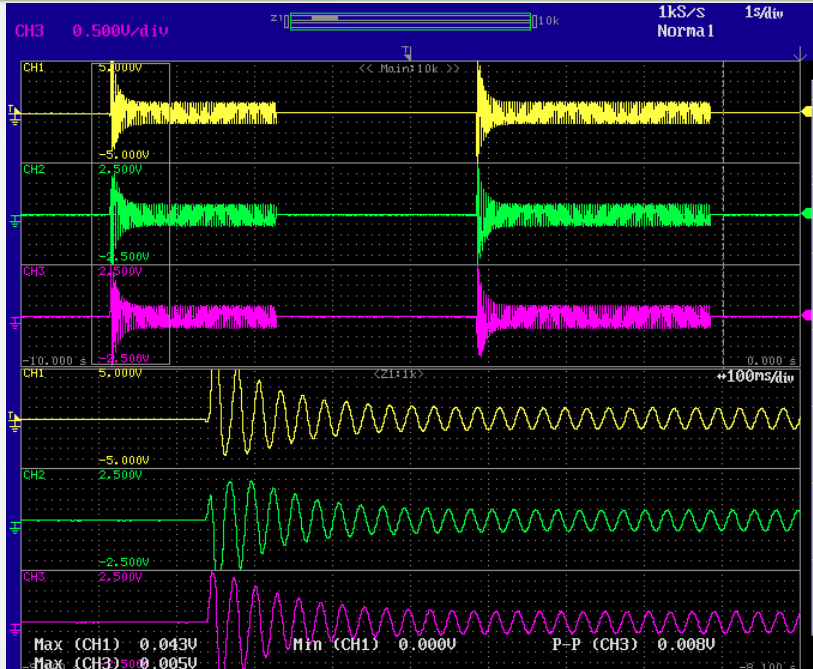 CH3 0.500V/div
Z1 10k
1kS/s 1s/div
Normal
T
CH1 5.000V
<< Main:10k >>
T
-5.000V
CH2 2.500V
-2.500V
CH3 2.500V
-2.500V
-10.000 s 0.000 s
CH1 5.000V
<Z1:1k>
↔100ms/div
T
-5.000V
CH2 2.500V
-2.500V
CH3 2.500V
Max (CH1) 0.043V Min (CH1) 0.000V P-P (CH3) 0.008V
Max (CH3) 0.005V
-8.100 s